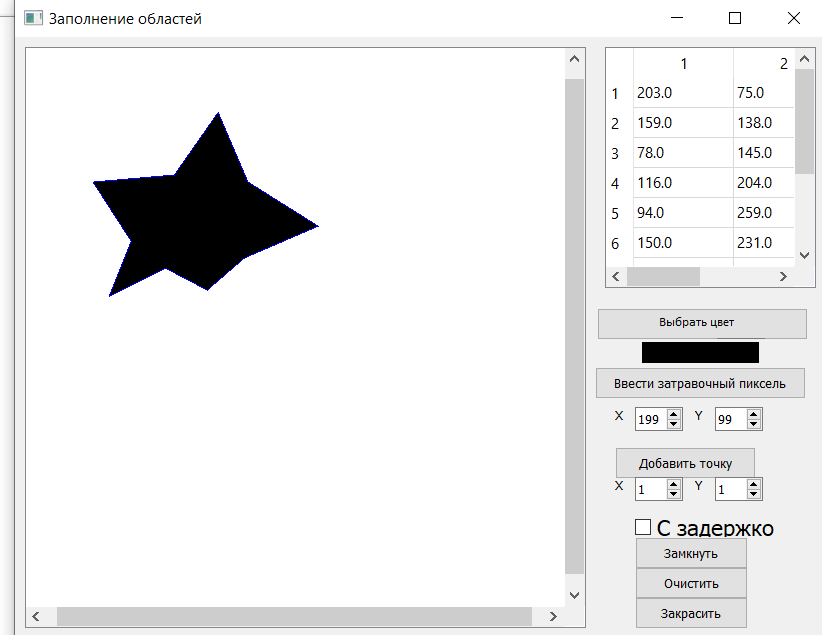 Заполнение областей
1 2
1 203.0 75.0
2 159.0 138.0
3 78.0 145.0
4 116.0 204.0
5 94.0 259.0
6 150.0 231.0
Выбрать цвет
Ввести затравочный пиксель
X 199 Y 99
Добавить точку
X 1 Y 1
С задержко
Замкнуть
Очистить
Закрасить